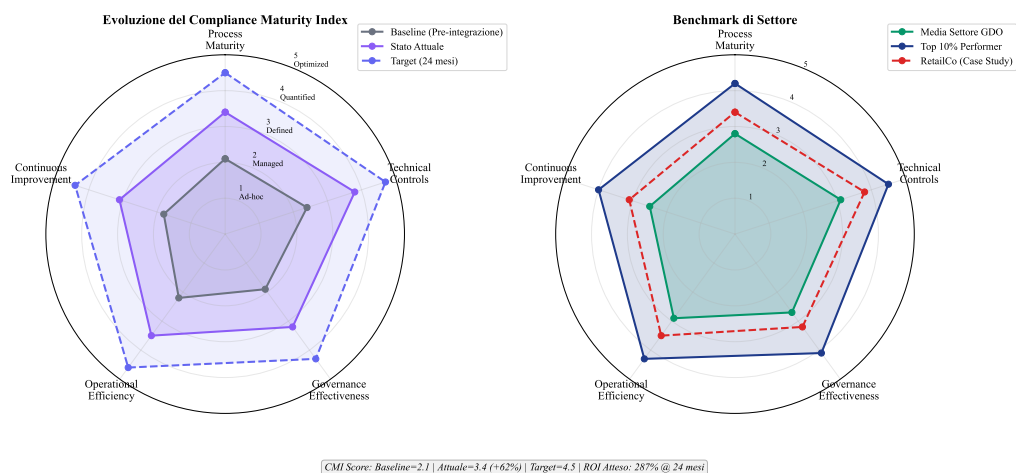 Evoluzione del Compliance Maturity Index
Process
Maturity
Baseline (Pre-integrazione)
Stato Attuale
Target (24 mesi)
5
Optimized
4
Quantified
3
Defined
2
Managed
1
Ad-hoc
Continuous
Improvement
Technical
Controls
Operational
Efficiency
Governance
Effectiveness
Benchmark di Settore
Process
Maturity
Media Settore GDO
Top 10% Performer
RetailCo (Case Study)
5
4
3
2
1
Continuous
Improvement
Technical
Controls
Operational
Efficiency
Governance
Effectiveness
CMI Score: Baseline=2.1 | Attuale=3.4 (+62%) | Target=4.5 | ROI Atteso: 287% @ 24 mesi